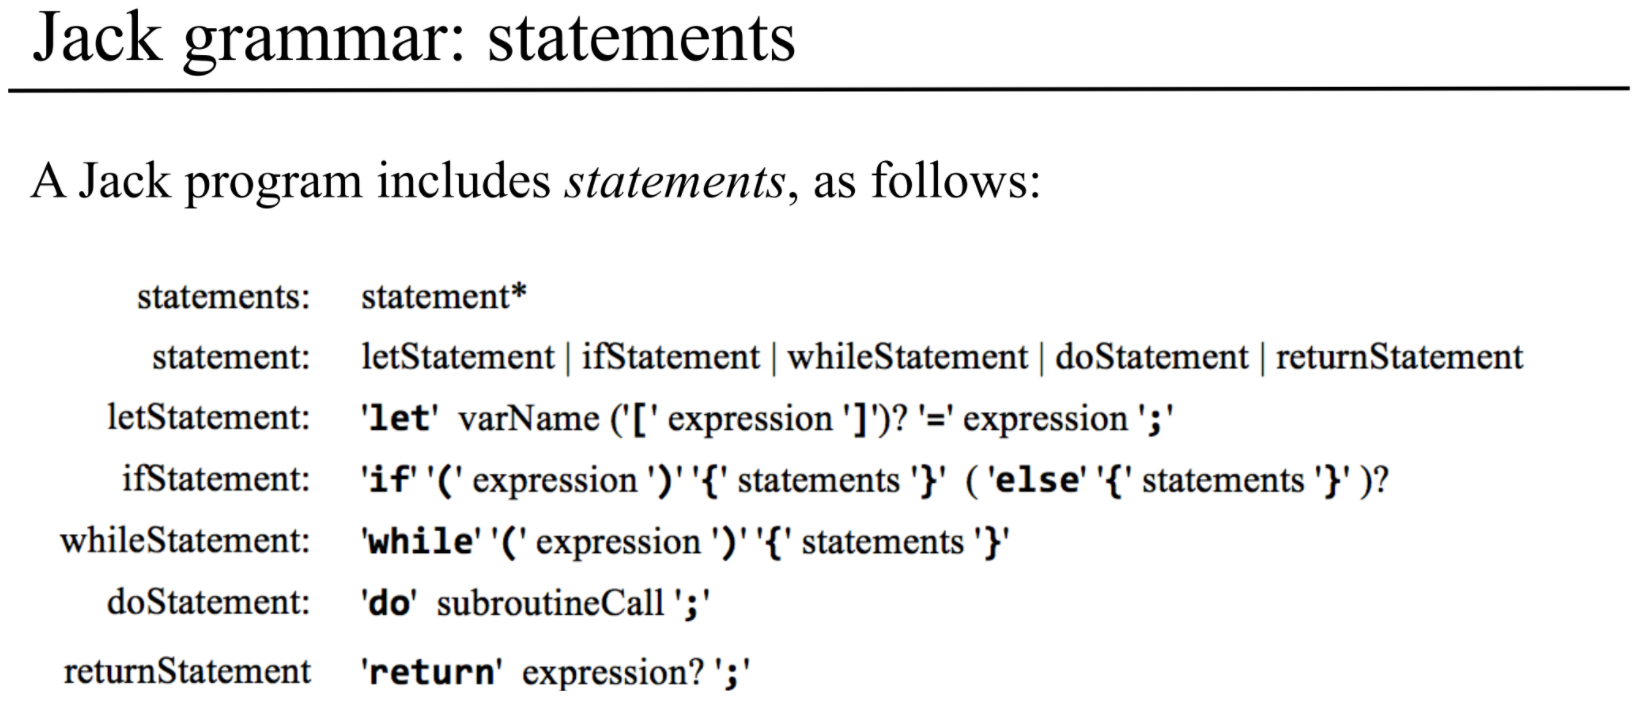 Jack grammar: statements
A Jack program includes statements, as follows:
statements: statement*
statement: letStatement | ifStatement | whileStatement | doStatement | returnStatement
letStatement: 'let' varName ('[' expression ']')? '=' expression ';'
ifStatement: 'if' '(' expression ')' '{' statements '}' ( 'else' '{' statements '}' )?
whileStatement: 'while' '(' expression ')' '{' statements '}'
doStatement: 'do' subroutineCall ';'
returnStatement 'return' expression? ';'